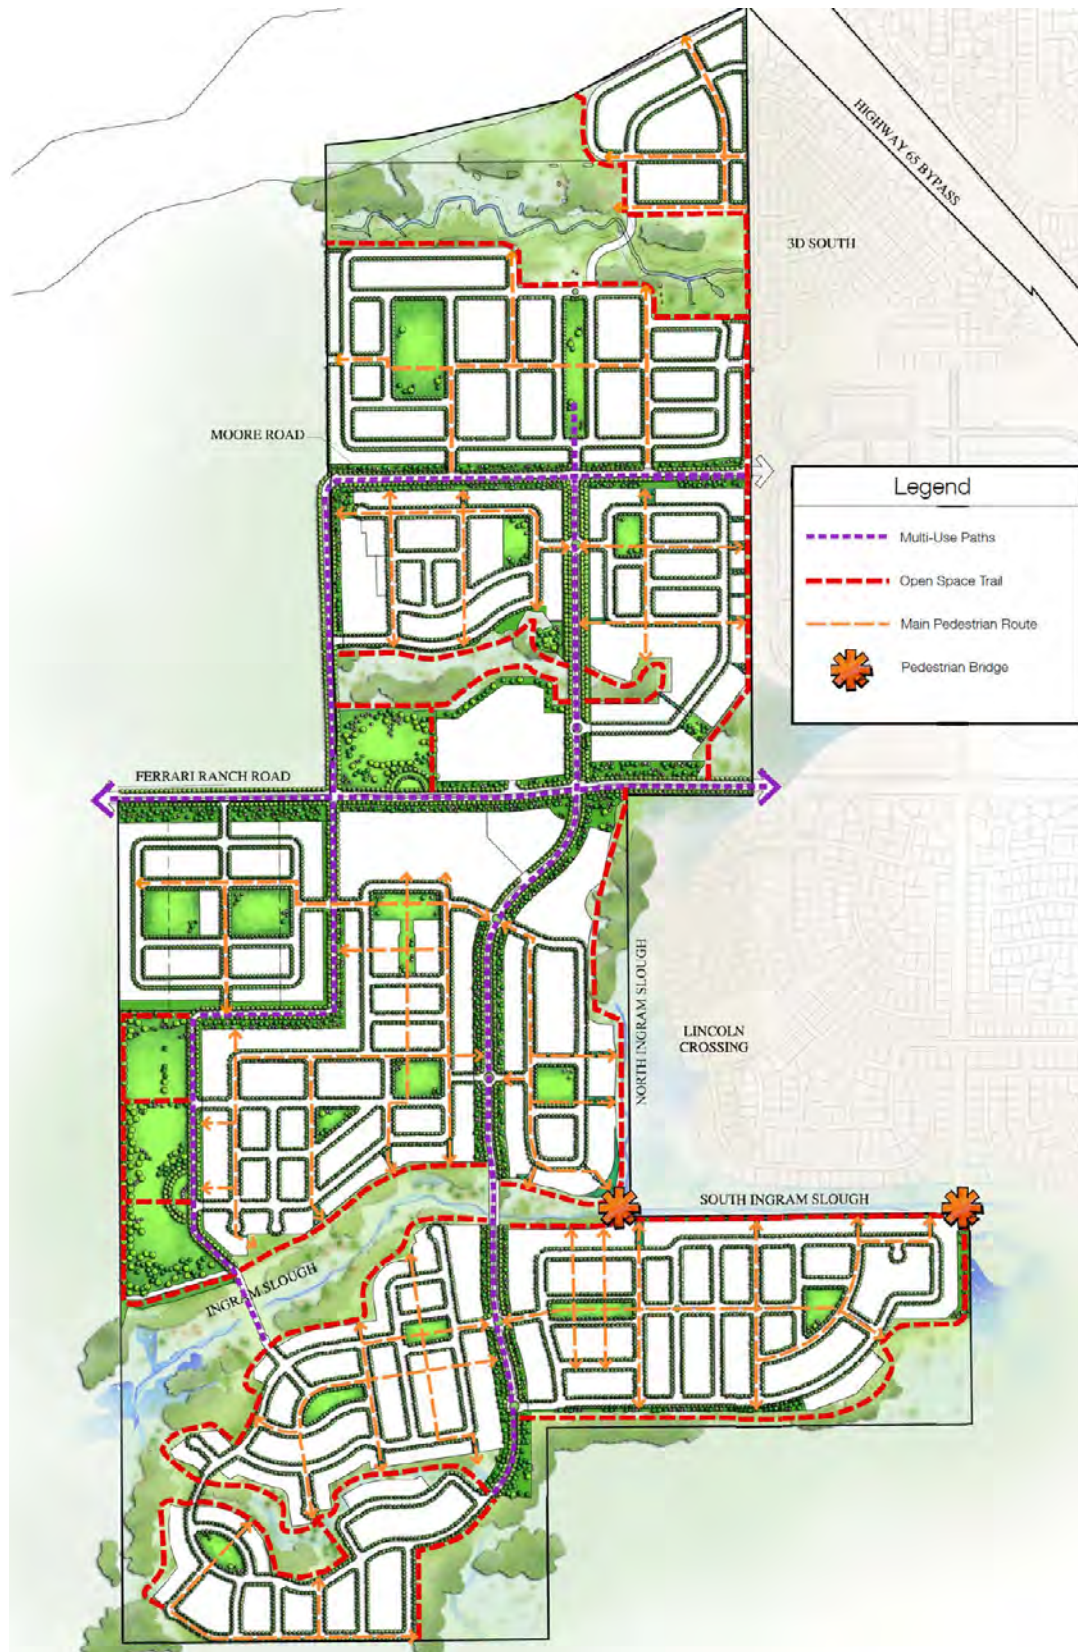 HIGHWAY 65 BYPASS
3D SOUTH
MOORE ROAD
Legend
Multi-Use Paths
Open Space Trail
Main Pedestrian Route
Pedestrian Bridge
FERRARI RANCH ROAD
NORTH INGRAM SLOUGH
LINCOLN
CROSSING
SOUTH INGRAM SLOUGH
INGRAM SLOUGH